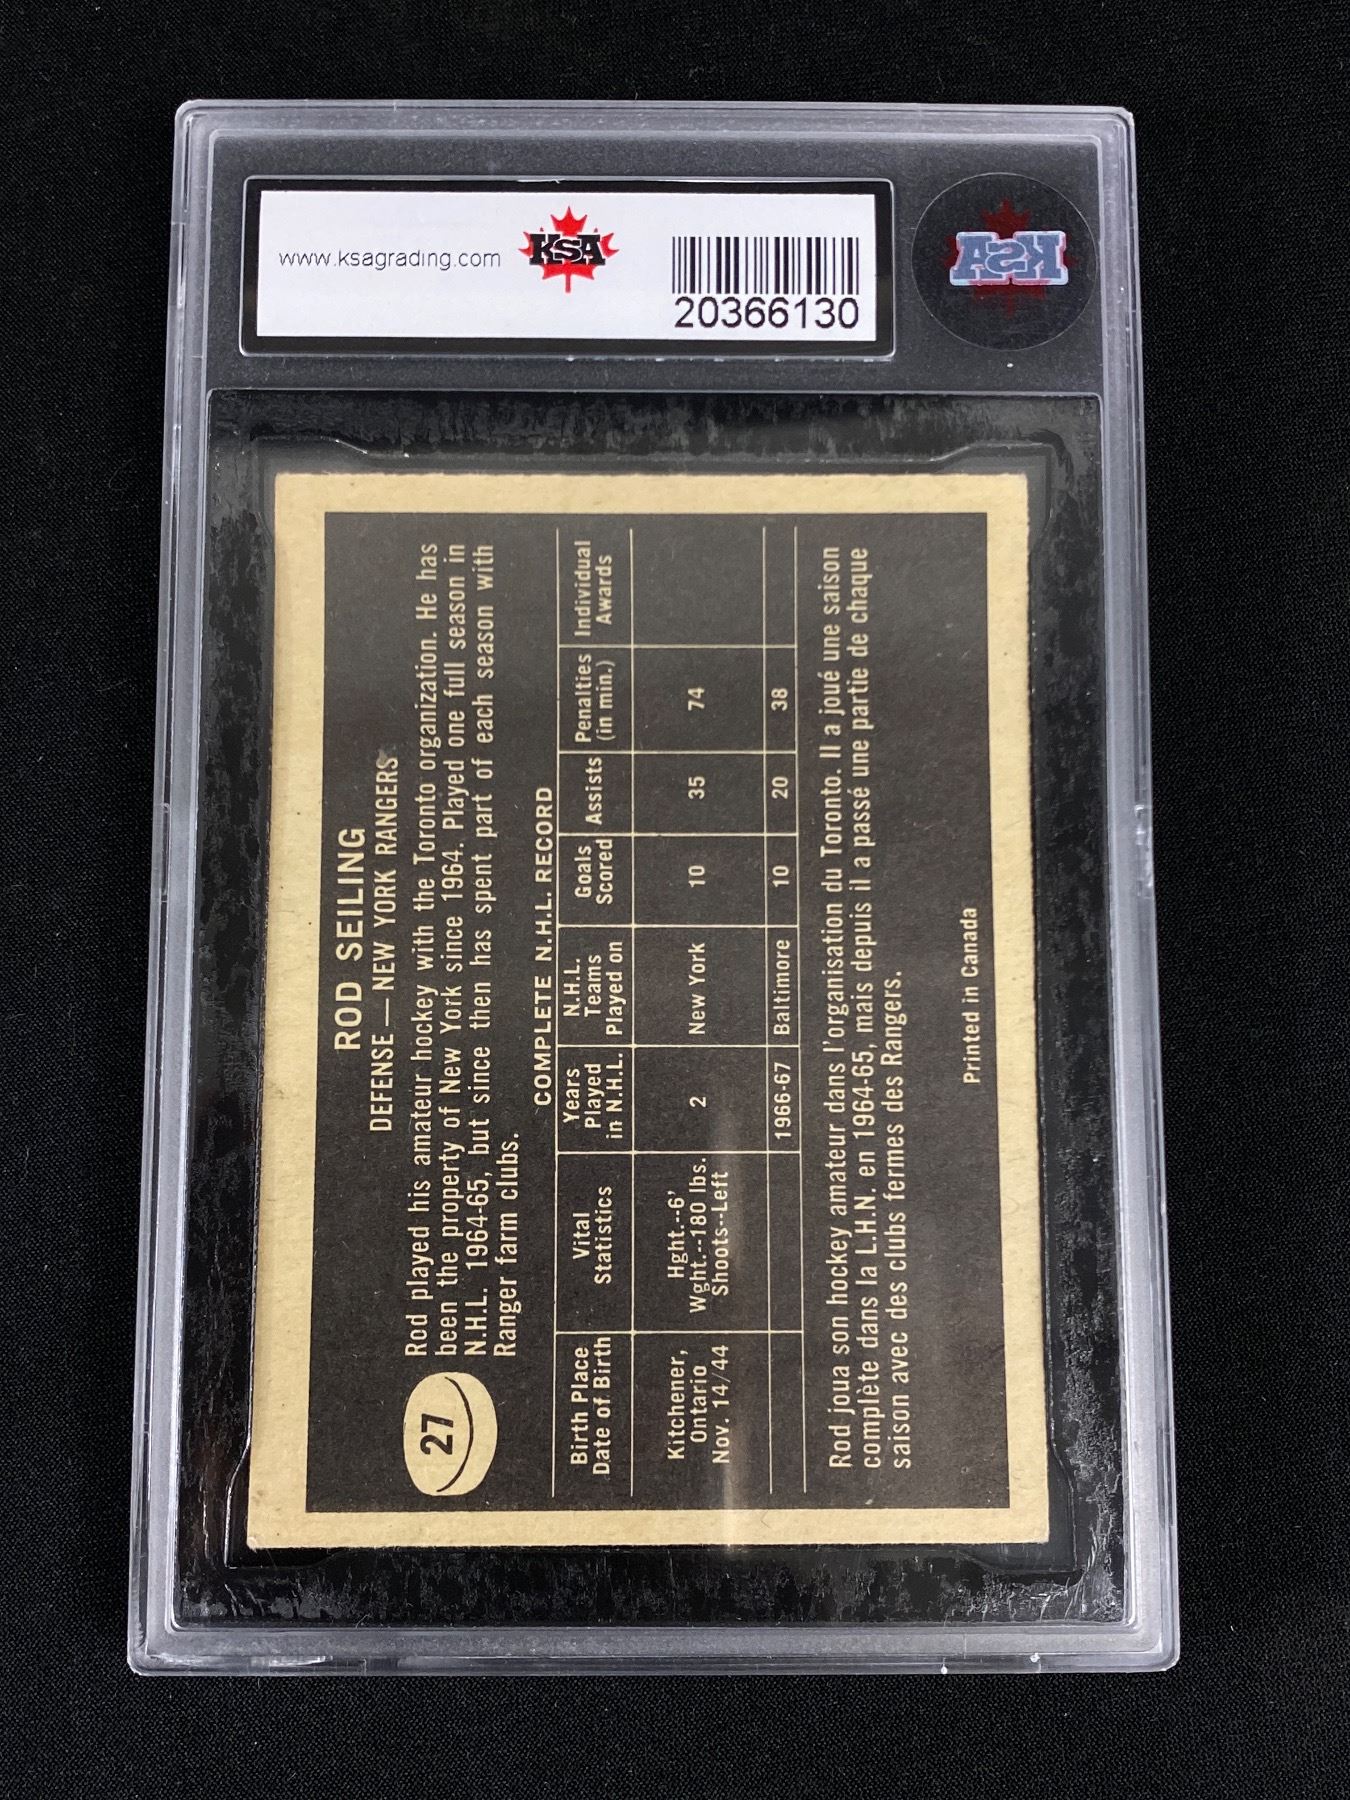 www.ksagrading.com
KSA
20366130
KSA
27
ROD SEILING
DEFENSE — NEW YORK RANGERS
Rod played his amateur hockey with the Toronto organization. He has
been the property of New York since 1964. Played one full season in
N.H.L. 1964-65, but since then has spent part of each season with
Ranger farm clubs.
COMPLETE N.H.L. RECORD
Birth Place Date of Birth | Vital Statistics | Years Played in N.H.L. | N.H.L. Teams Played on | Goals Scored | Assists | Penalties (in min.) | Individual Awards
Kitchener, Ontario Nov. 14/44 | Hght.--6' Wght.--180 lbs. Shoots--Left | 2 | New York | 10 | 35 | 74
1966-67 | Baltimore | 10 | 20 | 38
Rod joua son hockey amateur dans l'organisation du Toronto. Il a joué une saison
complète dans la L.H.N. en 1964-65, mais depuis il a passé une partie de chaque
saison avec des clubs fermes des Rangers.
Printed in Canada